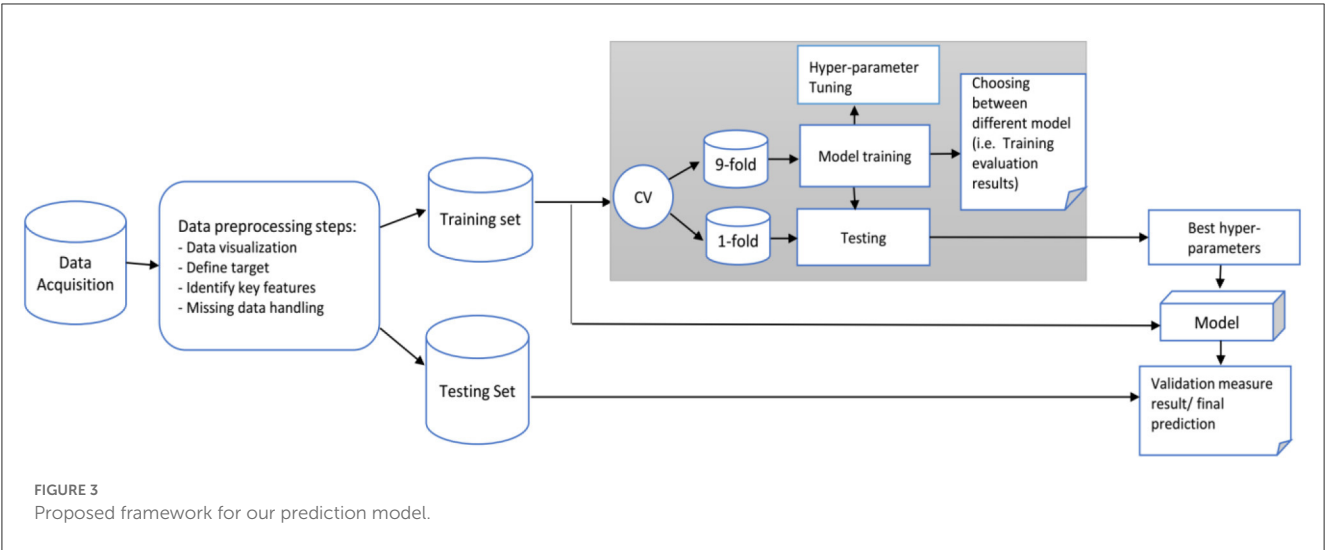 Data
Acquisition
Data preprocessing steps:
- Data visualization
- Define target
- Identify key features
- Missing data handling
Training set
Testing Set
CV
9-fold
1-fold
Hyper-parameter
Tuning
Model training
Testing
Choosing
between
different model
(i.e. Training
evaluation
results)
Best hyper-
parameters
Model
Validation measure
result/ final
prediction
FIGURE 3
Proposed framework for our prediction model.